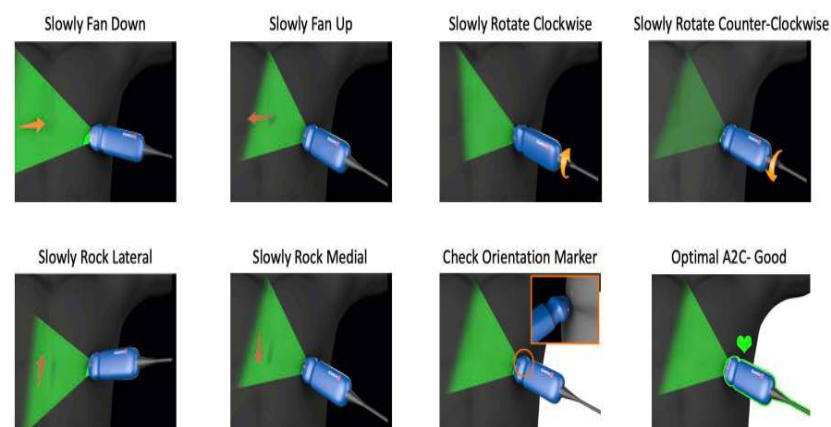 Slowly Fan Down
Slowly Fan Up
Slowly Rotate Clockwise
Slowly Rotate Counter-Clockwise
Slowly Rock Lateral
Slowly Rock Medial
Check Orientation Marker
Optimal A2C- Good